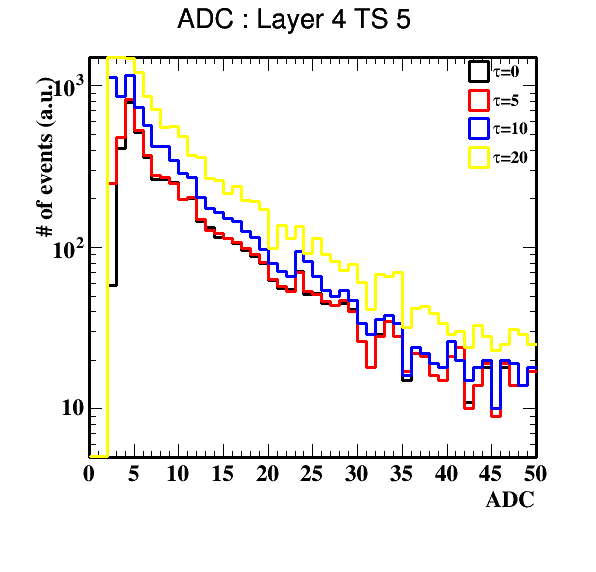 ADC : Layer 4 TS 5
# of events (a.u.)
10³
10²
10
τ=0
τ=5
τ=10
τ=20
0 5 10 15 20 25 30 35 40 45 50
ADC